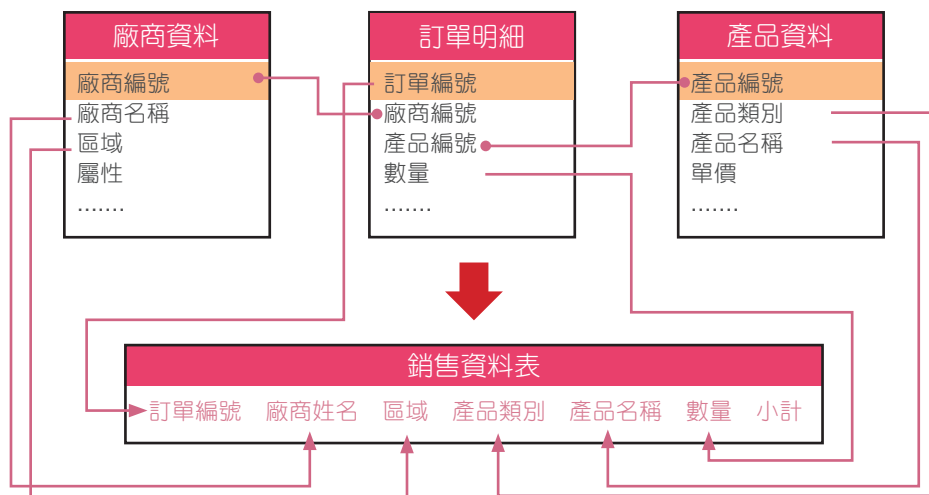 廠商資料
廠商編號
廠商名稱
區域
屬性
.......
訂單明細
訂單編號
廠商編號
產品編號
數量
.......
產品資料
產品編號
產品類別
產品名稱
單價
.......
銷售資料表
訂單編號 廠商姓名 區域 產品類別 產品名稱 數量 小計